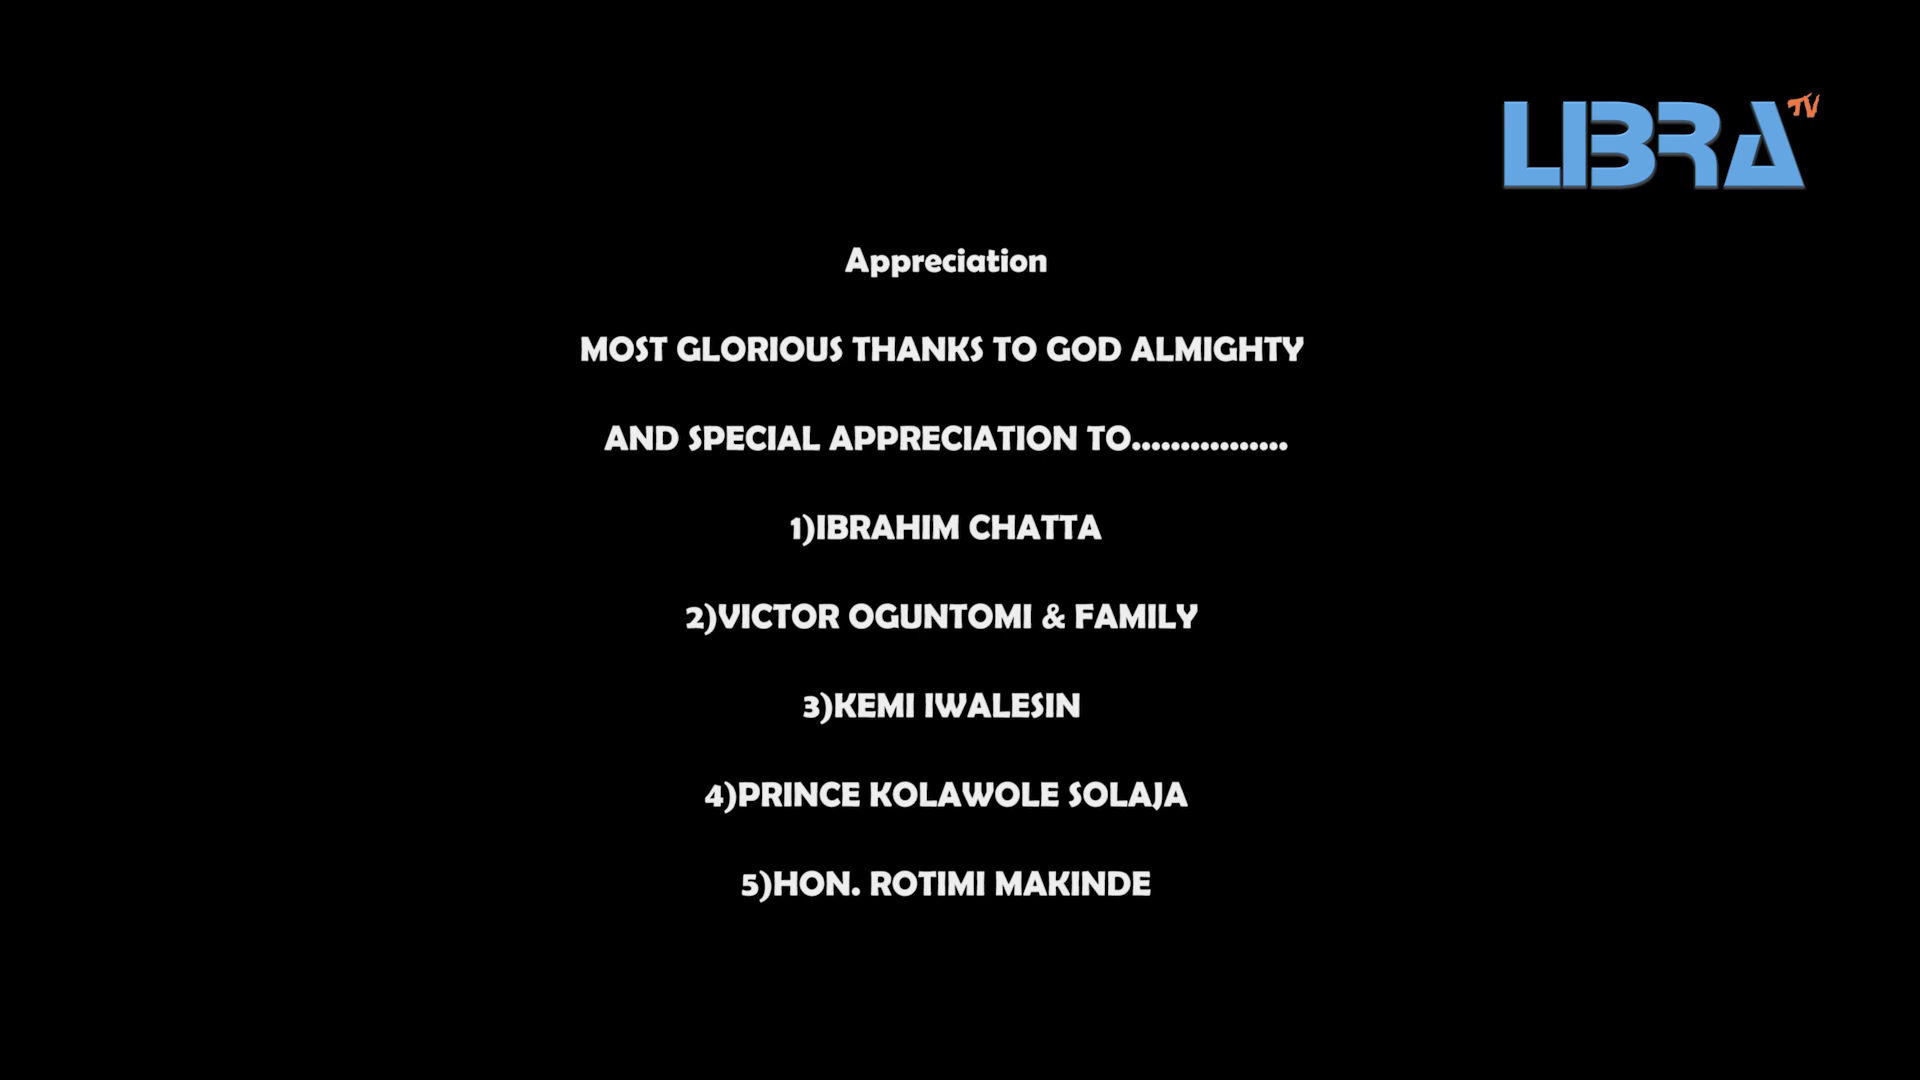 LIBRA TV
Appreciation
MOST GLORIOUS THANKS TO GOD ALMIGHTY
AND SPECIAL APPRECIATION TO................
1)IBRAHIM CHATTA
2)VICTOR OGUNTOMI & FAMILY
3)KEMI IWALESIN
4)PRINCE KOLAWOLE SOLAJA
5)HON. ROTIMI MAKINDE